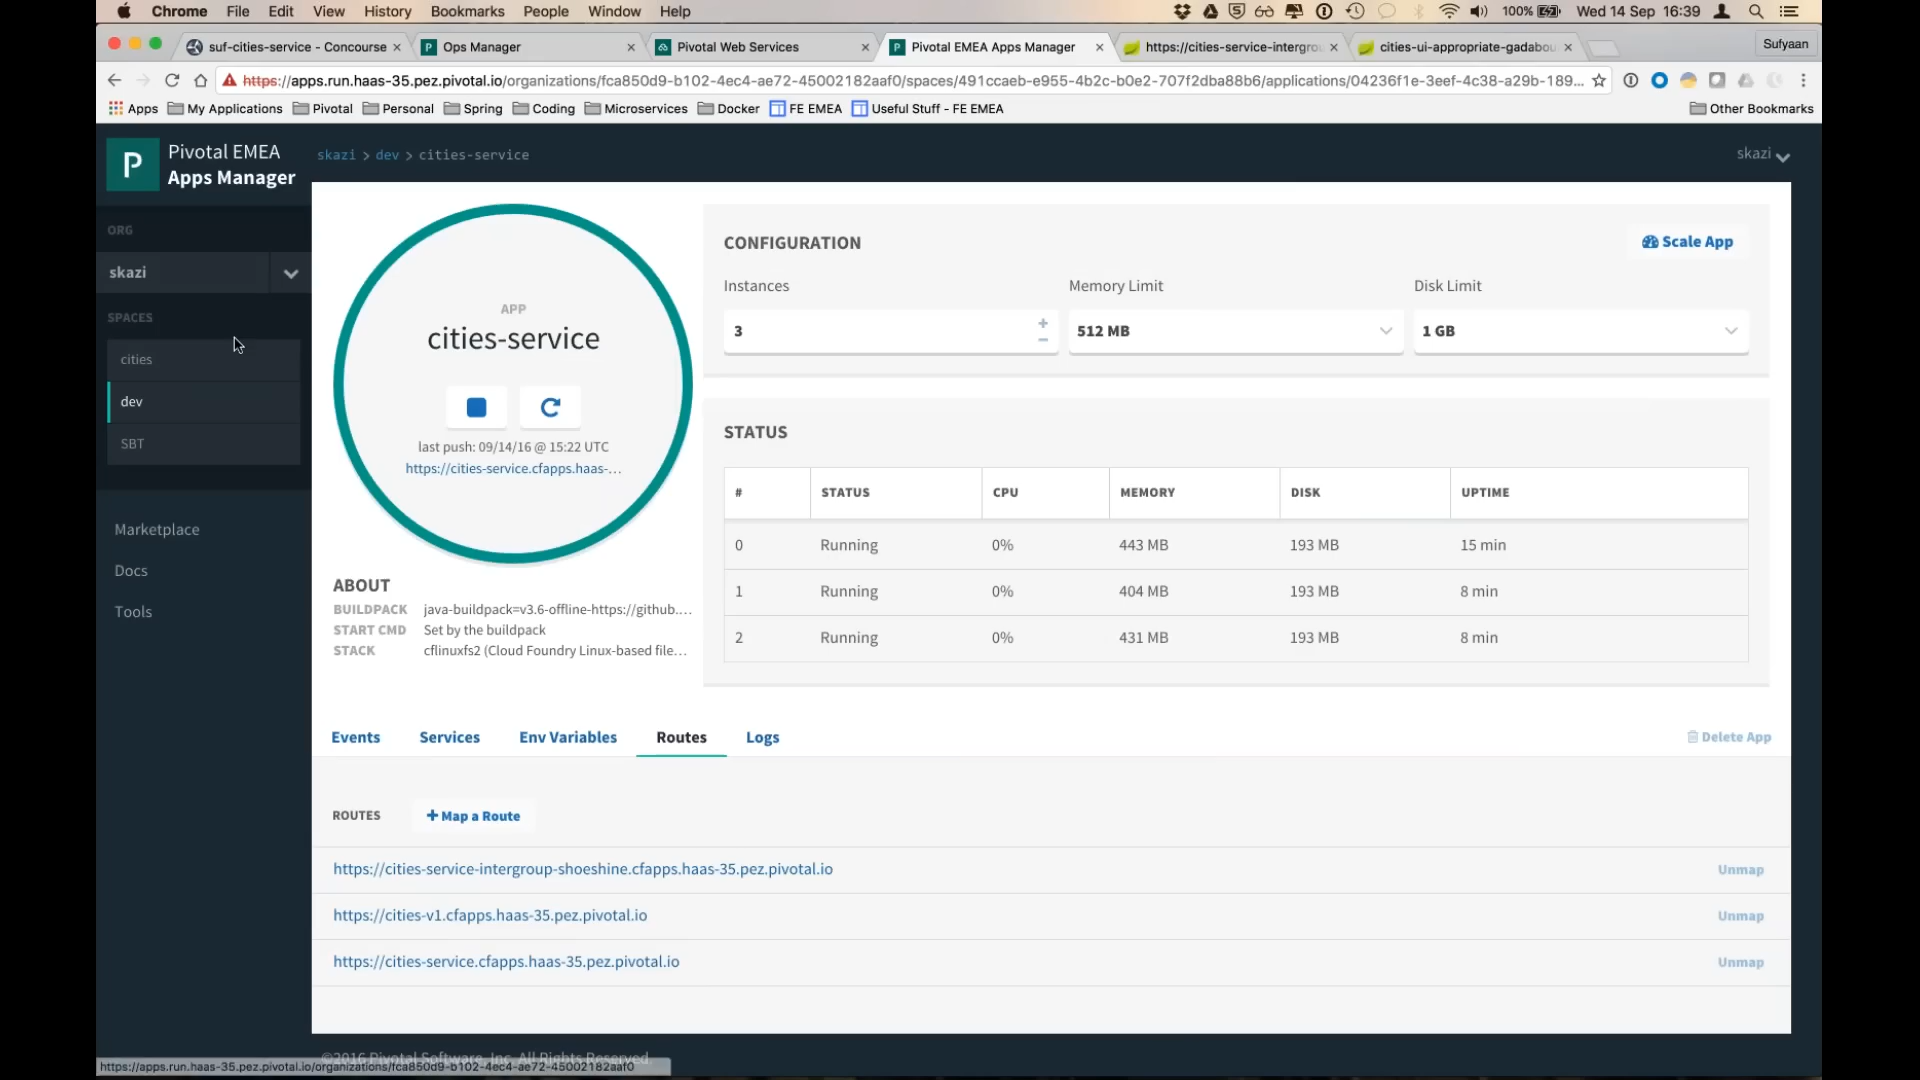 Chrome File Edit View History Bookmarks People Window Help 100% Wed 14 Sep 16:39
suf-cities-service - Concourse Ops Manager Pivotal Web Services Pivotal EMEA Apps Manager https://cities-service-intergrou cities-ui-appropriate-gadabou Sufyaan
https://apps.run.haas-35.pez.pivotal.io/organizations/fca850d9-b102-4ec4-ae72-45002182aaf0/spaces/491ccaeb-e955-4b2c-b0e2-707f2dba88b6/applications/04236f1e-3eef-4c38-a29b-189...
Apps My Applications Pivotal Personal Spring Coding Microservices Docker FE EMEA Useful Stuff - FE EMEA Other Bookmarks
P
Pivotal EMEA
Apps Manager
skazi > dev > cities-service
skazi
ORG
skazi
SPACES
cities
dev
SBT
Marketplace
Docs
Tools
APP
cities-service
last push: 09/14/16 @ 15:22 UTC
https://cities-service.cfapps.haas-...
ABOUT
BUILDPACK java-buildpack=v3.6-offline-https://github....
START CMD Set by the buildpack
STACK cflinuxfs2 (Cloud Foundry Linux-based file...
CONFIGURATION
Scale App
Instances Memory Limit Disk Limit
3 + − 512 MB 1 GB
STATUS
# STATUS CPU MEMORY DISK UPTIME
0 Running 0% 443 MB 193 MB 15 min
1 Running 0% 404 MB 193 MB 8 min
2 Running 0% 431 MB 193 MB 8 min
Events Services Env Variables Routes Logs Delete App
ROUTES + Map a Route
https://cities-service-intergroup-shoeshine.cfapps.haas-35.pez.pivotal.io Unmap
https://cities-v1.cfapps.haas-35.pez.pivotal.io Unmap
https://cities-service.cfapps.haas-35.pez.pivotal.io Unmap
©2016 Pivotal Software, Inc. All Rights Reserved.
https://apps.run.haas-35.pez.pivotal.io/organizations/fca850d9-b102-4ec4-ae72-45002182aaf0